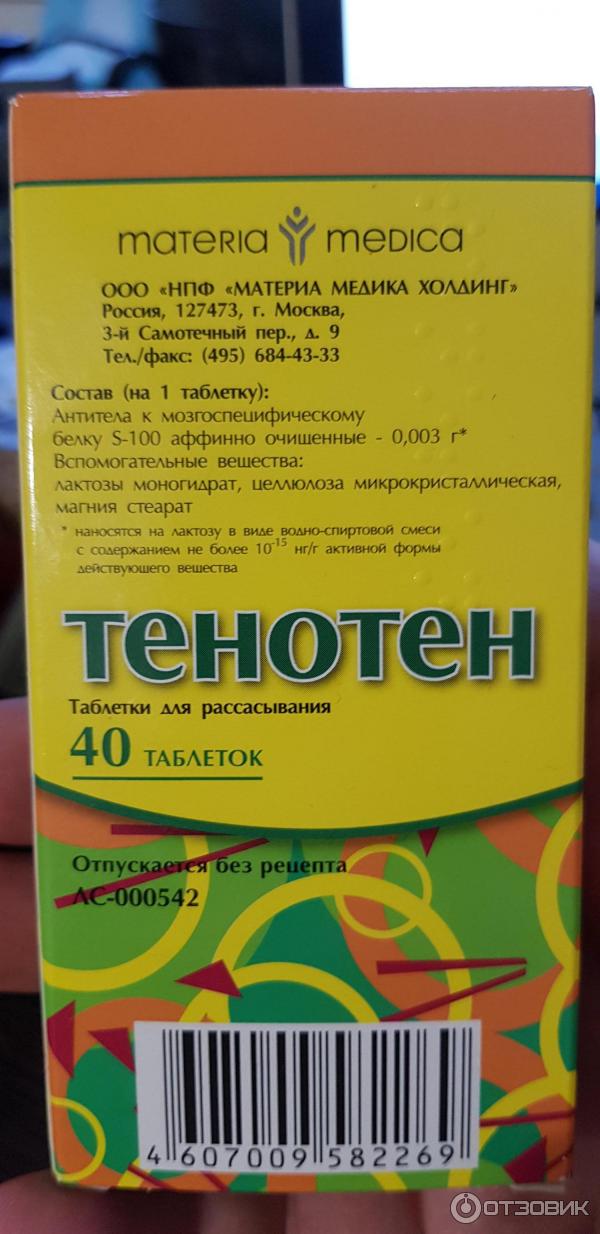 materia medica
ООО «НПФ «МАТЕРИА МЕДИКА ХОЛДИНГ»
Россия, 127473, г. Москва,
3-й Самотечный пер., д. 9
Тел./факс: (495) 684-43-33
Состав (на 1 таблетку):
Антитела к мозгоспецифическому
белку S-100 аффинно очищенные - 0,003 г*
Вспомогательные вещества:
лактозы моногидрат, целлюлоза микрокристаллическая,
магния стеарат
* наносятся на лактозу в виде водно-спиртовой смеси
с содержанием не более 10⁻¹⁵ нг/г активной формы
действующего вещества
ТЕНОТЕН
Таблетки для рассасывания
40 ТАБЛЕТОК
Отпускается без рецепта
ЛС-000542
4 607009 582269
ОТЗОВИК